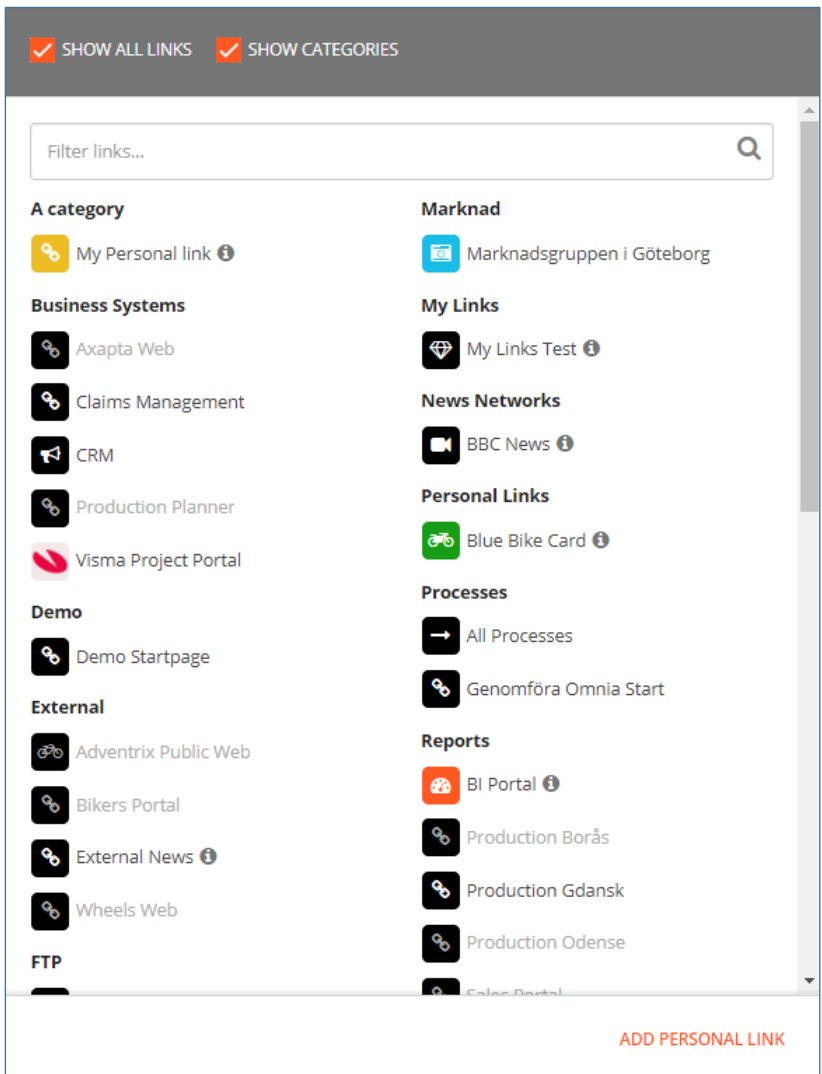 SHOW ALL LINKS SHOW CATEGORIES
Filter links...
A category
My Personal link
Business Systems
Axapta Web
Claims Management
CRM
Production Planner
Visma Project Portal
Demo
Demo Startpage
External
Adventrix Public Web
Bikers Portal
External News
Wheels Web
FTP
Marknad
Marknadsgruppen i Göteborg
My Links
My Links Test
News Networks
BBC News
Personal Links
Blue Bike Card
Processes
All Processes
Genomföra Omnia Start
Reports
BI Portal
Production Borås
Production Gdansk
Production Odense
Sales Portal
ADD PERSONAL LINK